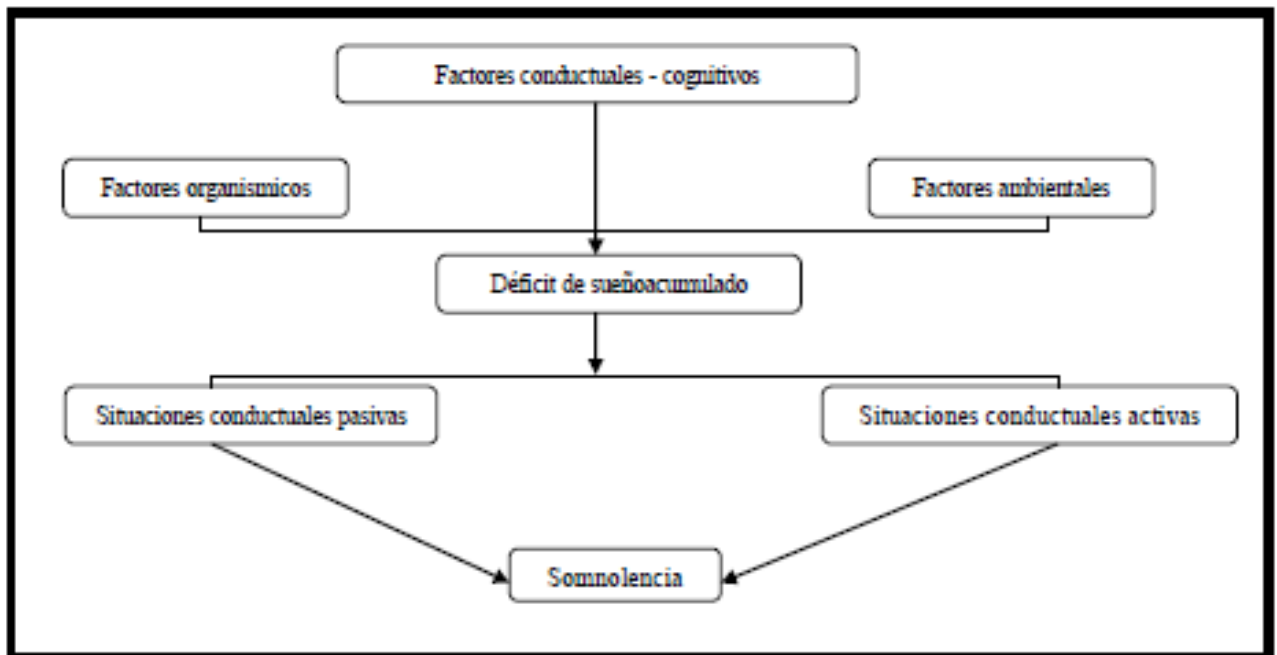 Factores conductuales - cognitivos
Factores organismicos
Factores ambientales
Déficit de sueñoacumulado
Situaciones conductuales pasivas
Situaciones conductuales activas
Somnolencia